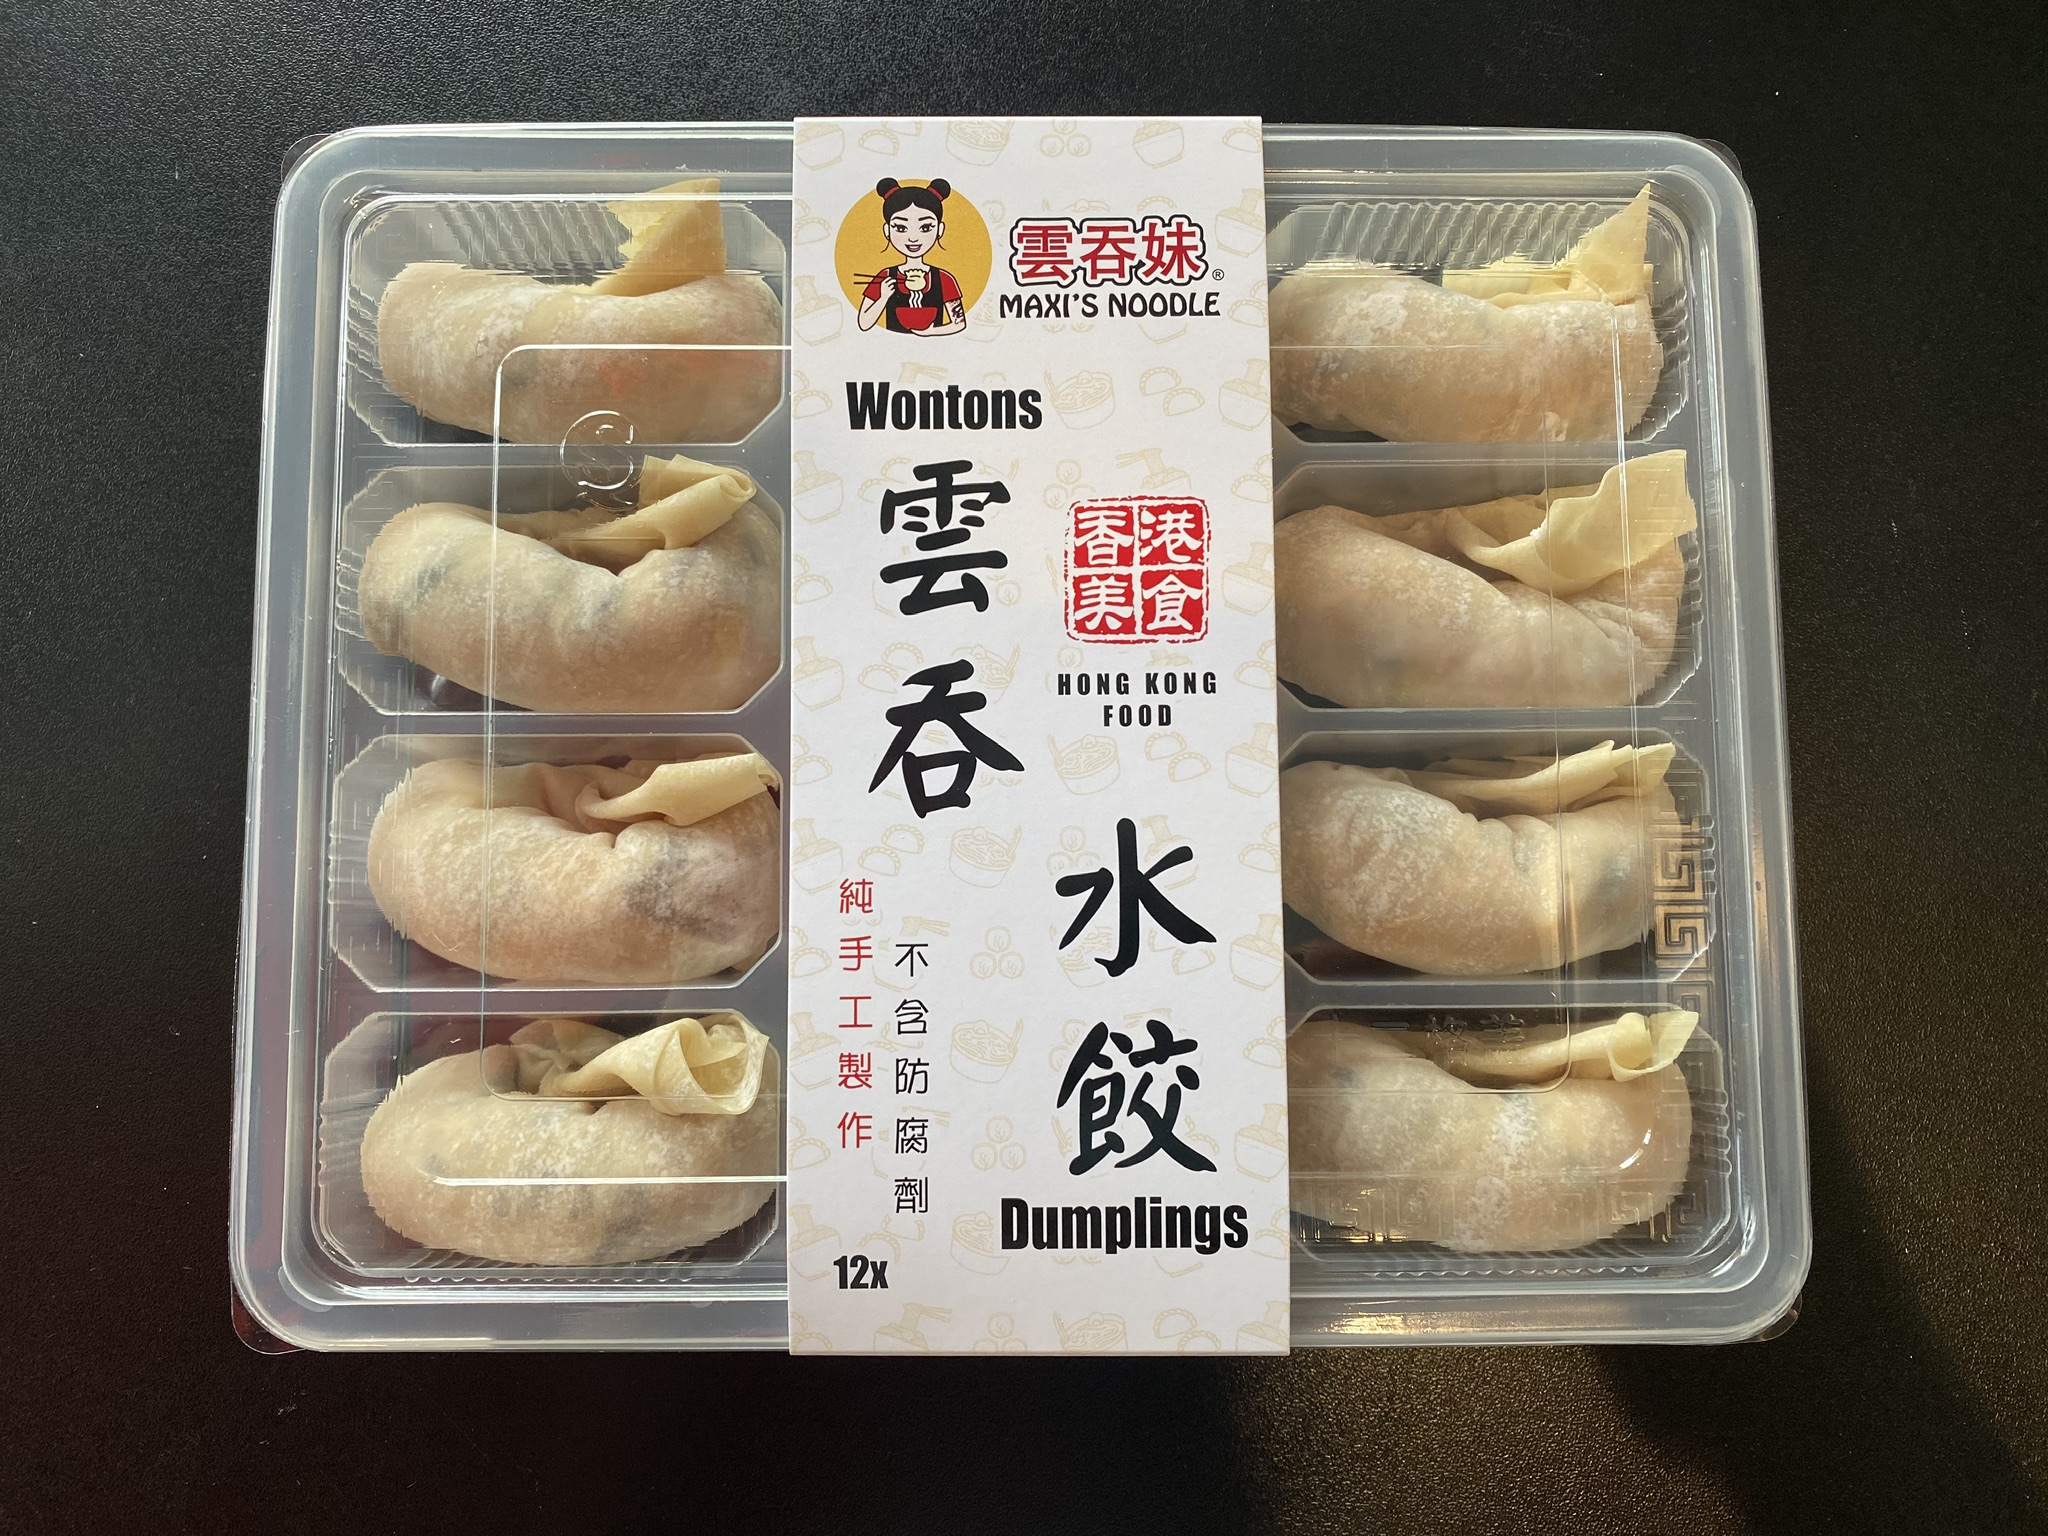 雲吞妹®
MAXI'S NOODLE
Wontons
雲吞
香港
美食
HONG KONG
FOOD
水餃
Dumplings
純手工製作
不含防腐劑
12x